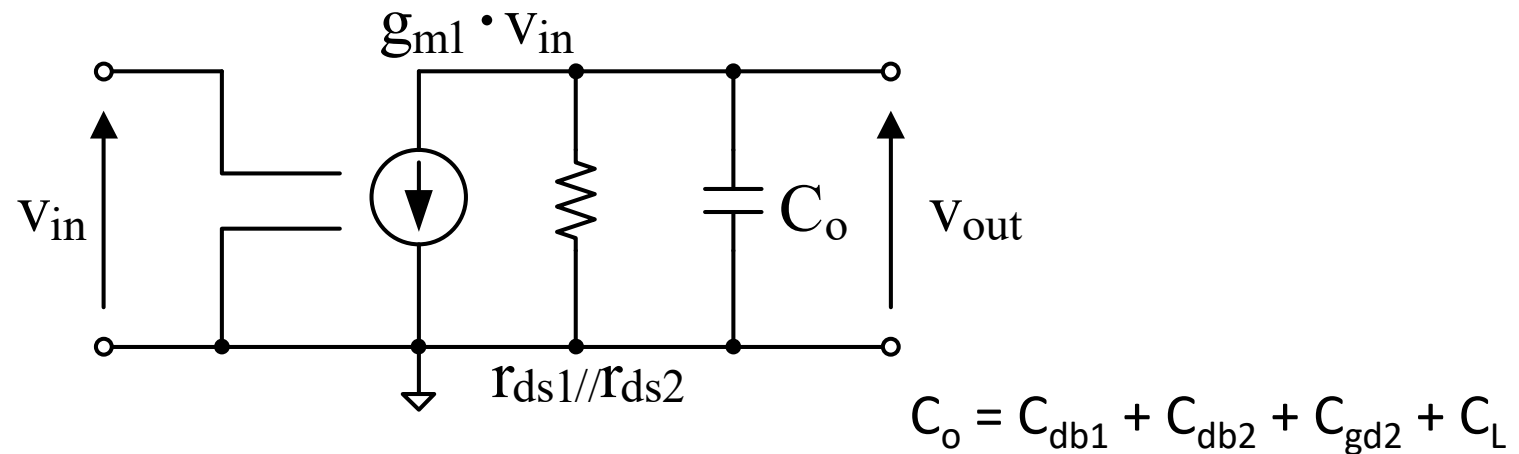 gm1 · vin
vin
Co
vout
rds1//rds2
Co = Cdb1 + Cdb2 + Cgd2 + CL